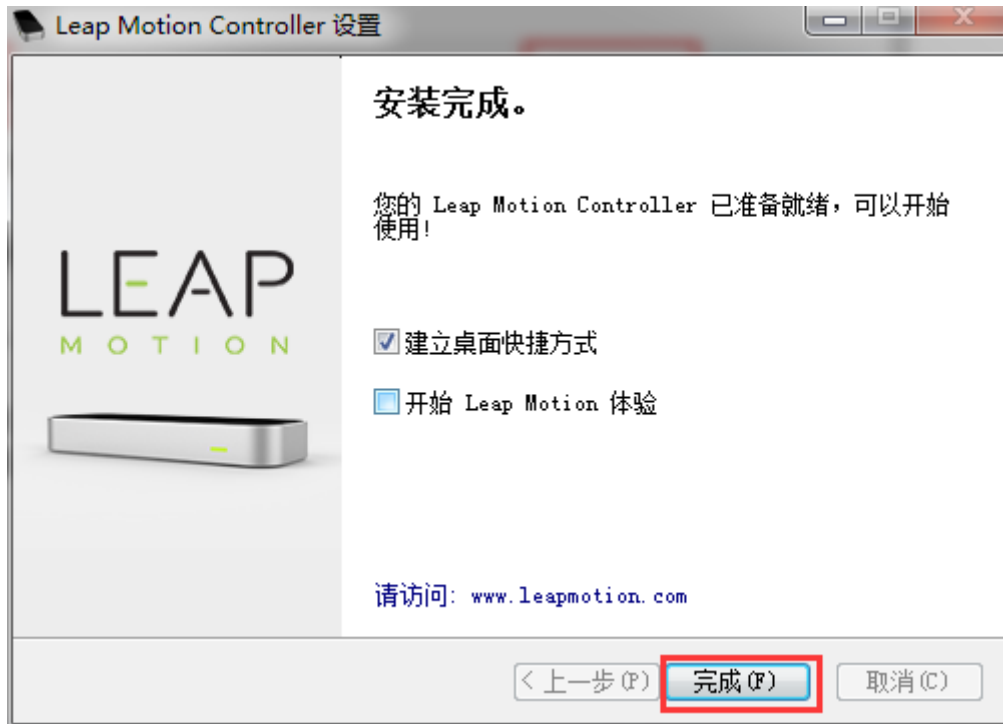 Leap Motion Controller 设置
安装完成。
您的 Leap Motion Controller 已准备就绪，可以开始
使用！
LEAP
MOTION
建立桌面快捷方式
开始 Leap Motion 体验
请访问: www.leapmotion.com
< 上一步(P)
完成(F)
取消(C)